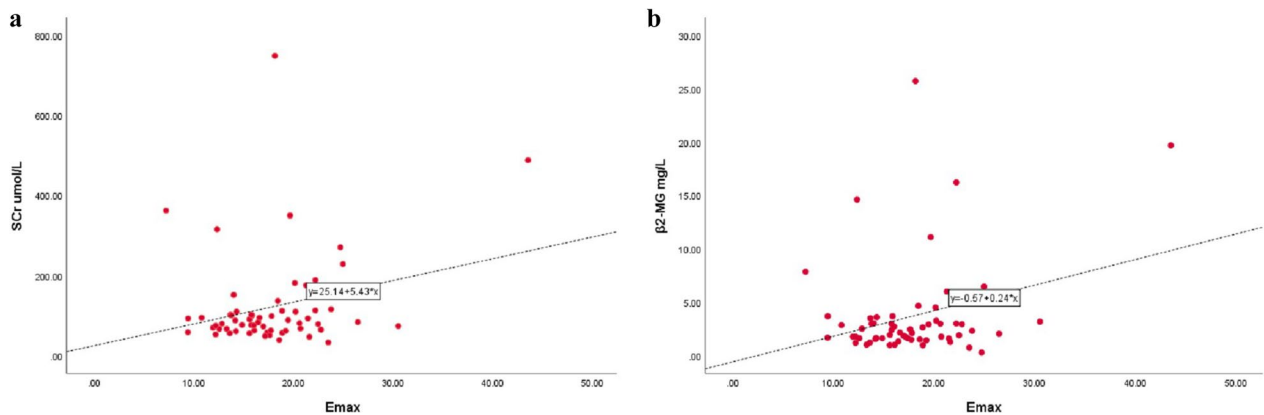 a
800.00
600.00
400.00
200.00
.00
SCr umol/L
y=25.14+5.43*x
.00 10.00 20.00 30.00 40.00 50.00
Emax
b
30.00
25.00
20.00
15.00
10.00
5.00
.00
β2-MG mg/L
y=-0.57+0.24*x
.00 10.00 20.00 30.00 40.00 50.00
Emax